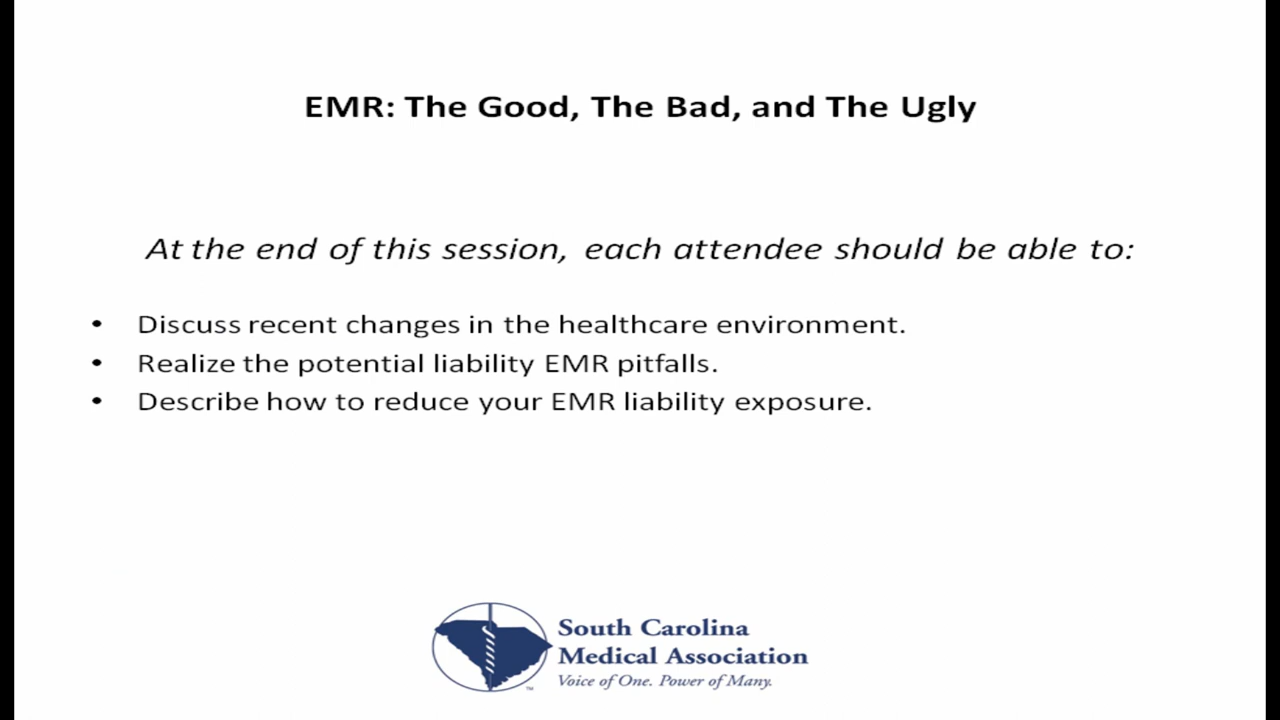 EMR: The Good, The Bad, and The Ugly
At the end of this session, each attendee should be able to:
• Discuss recent changes in the healthcare environment.
• Realize the potential liability EMR pitfalls.
• Describe how to reduce your EMR liability exposure.
South Carolina
Medical Association
Voice of One. Power of Many.
™